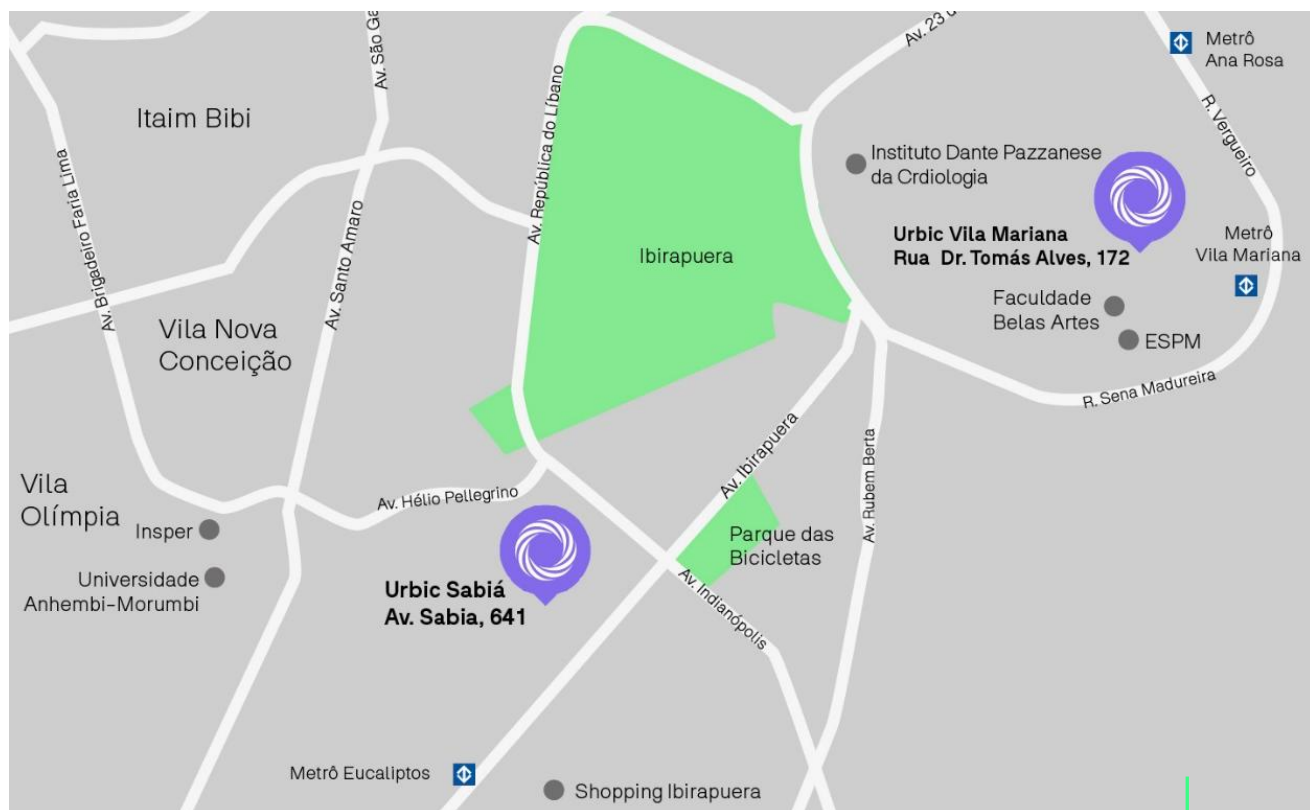 Av. São Ga
Av. 23 d
Metrô
Ana Rosa
Itaim Bibi
Av. República do Líbano
R. Vergueiro
Instituto Dante Pazzanese
da Crdiologia
Av. Brigadeiro Faria Lima
Av. Santo Amaro
Ibirapuera
Urbic Vila Mariana
Rua Dr. Tomás Alves, 172
Metrô
Vila Mariana
Faculdade
Belas Artes
ESPM
Vila Nova
Conceição
R. Sena Madureira
Av. Ibirapuera
Av. Rubem Berta
Vila
Olímpia
Av. Hélio Pellegrino
Insper
Parque das
Bicicletas
Universidade
Anhembi-Morumbi
Urbic Sabiá
Av. Sabia, 641
Av. Indianópolis
Metrô Eucaliptos
Shopping Ibirapuera